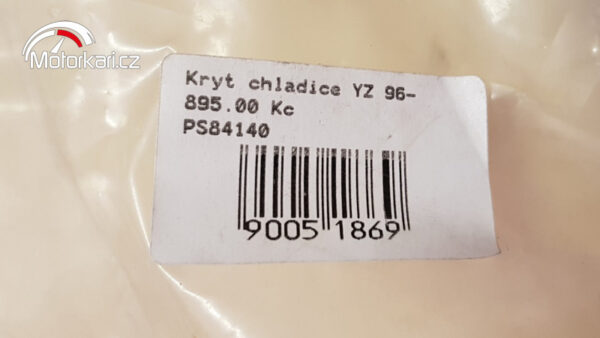 Motorkari.cz
Kryt chladice YZ 96-
895.00 Kc
PS84140
9005 1869